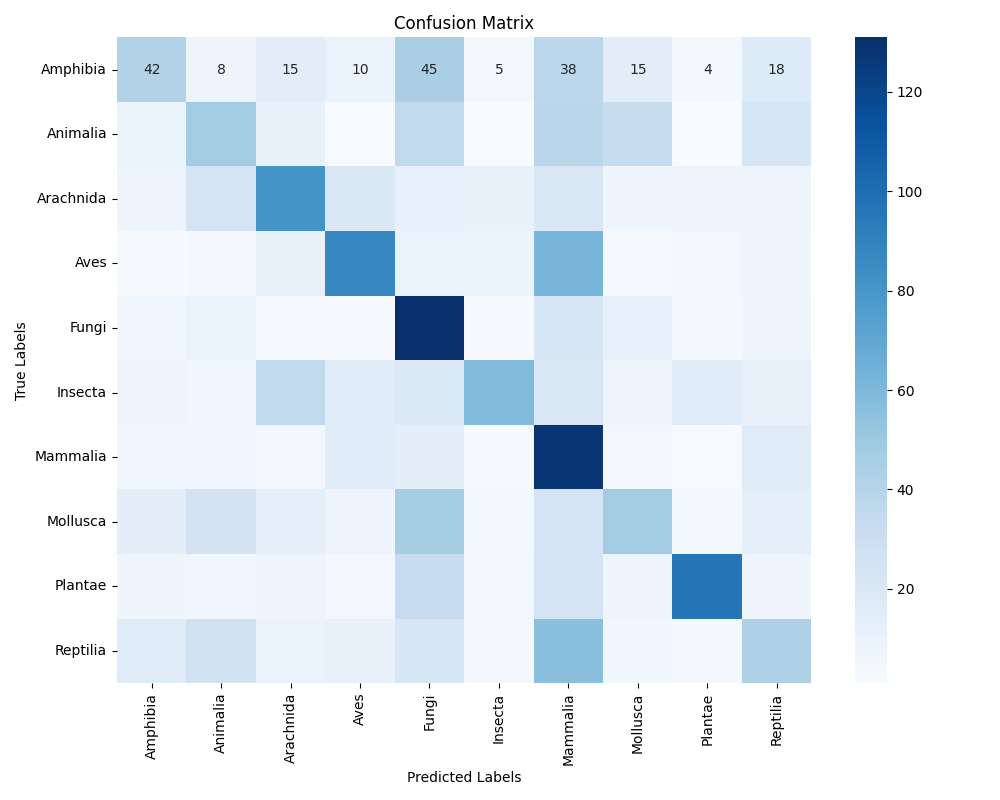 Confusion Matrix
Amphibia 42 8 15 10 45 5 38 15 4 18
Animalia
Arachnida
Aves
Fungi
Insecta
Mammalia
Mollusca
Plantae
Reptilia
True Labels
Amphibia Animalia Arachnida Aves Fungi Insecta Mammalia Mollusca Plantae Reptilia
Predicted Labels
120
100
80
60
40
20